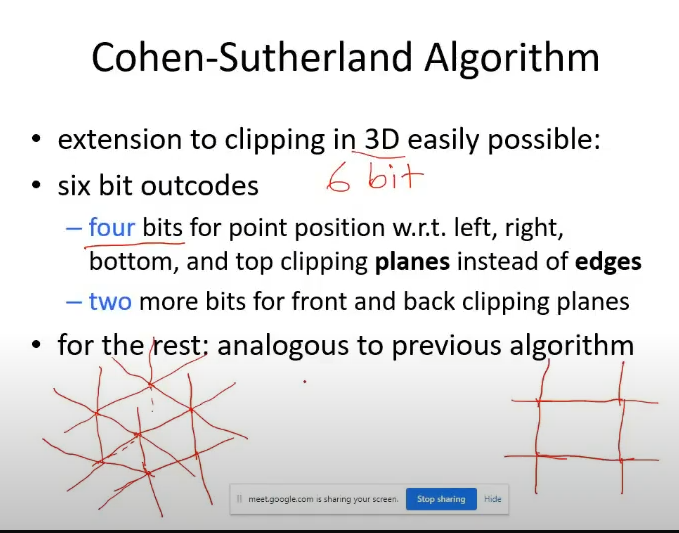 Cohen-Sutherland Algorithm
• extension to clipping in 3D easily possible:
• six bit outcodes
6 bit
– four bits for point position w.r.t. left, right,
bottom, and top clipping planes instead of edges
– two more bits for front and back clipping planes
• for the rest: analogous to previous algorithm
meet.google.com is sharing your screen. Stop sharing Hide